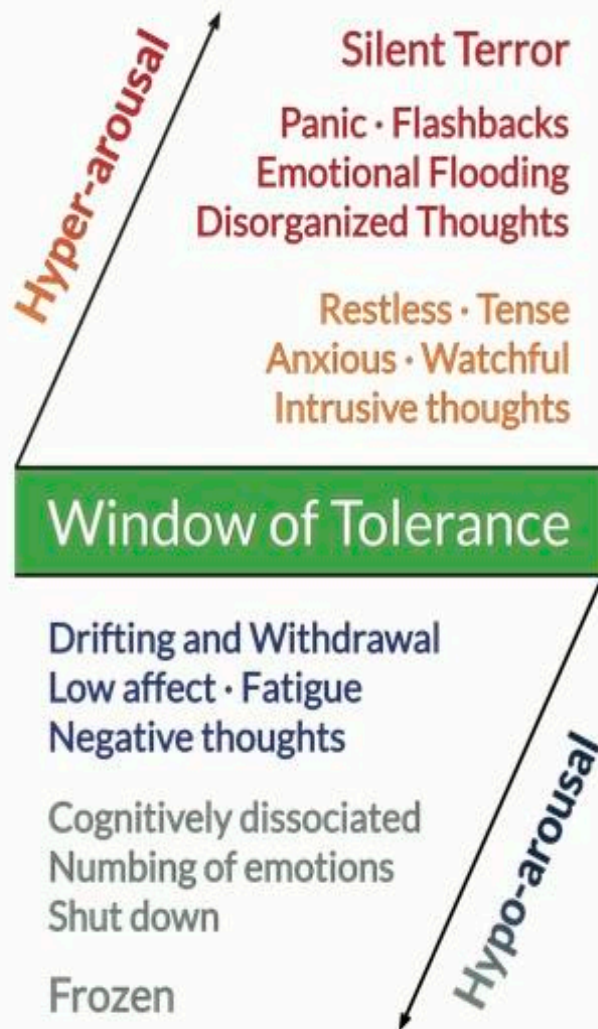 Hyper-arousal
Silent Terror
Panic · Flashbacks
Emotional Flooding
Disorganized Thoughts
Restless · Tense
Anxious · Watchful
Intrusive thoughts
Window of Tolerance
Drifting and Withdrawal
Low affect · Fatigue
Negative thoughts
Cognitively dissociated
Numbing of emotions
Shut down
Frozen
Hypo-arousal